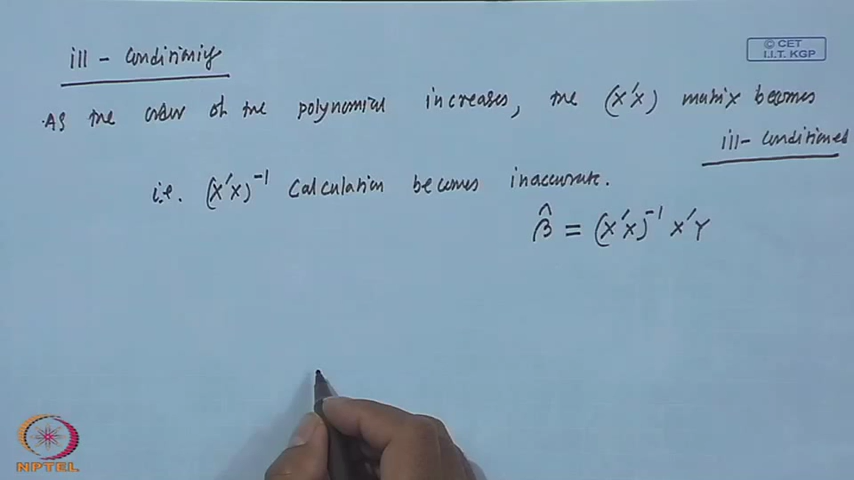 ill-Conditioning
© CET
I.I.T. KGP
As the order of the polynomial increases, the (X'X) matrix becomes
ill-Conditioned
i.e. (X'X)⁻¹ Calculation becomes inaccurate.
β̂ = (X'X)⁻¹ X'Y
NPTEL